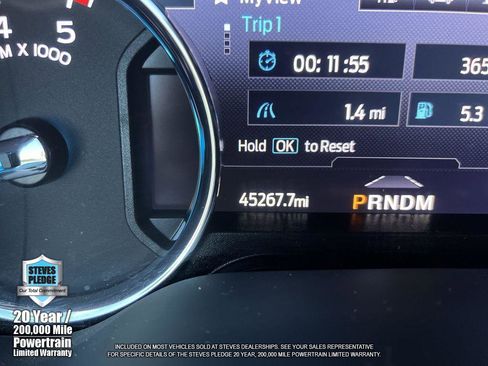 MyView
Trip 1
4 5
M X 1000
00:11:55
365
1.4 mi
5.3
Hold OK to Reset
45267.7mi
PRNDM
STEVES
PLEDGE
Our Total Commitment
20 Year /
200,000 Mile
Powertrain
Limited Warranty
INCLUDED ON MOST VEHICLES SOLD AT STEVES DEALERSHIPS. SEE YOUR SALES REPRESENTATIVE
FOR SPECIFIC DETAILS OF THE STEVES PLEDGE 20 YEAR, 200,000 MILE POWERTRAIN LIMITED WARRANTY.